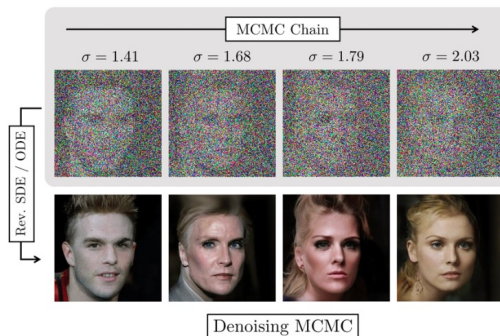 MCMC Chain
σ = 1.41
σ = 1.68
σ = 1.79
σ = 2.03
Rev. SDE / ODE
Denoising MCMC